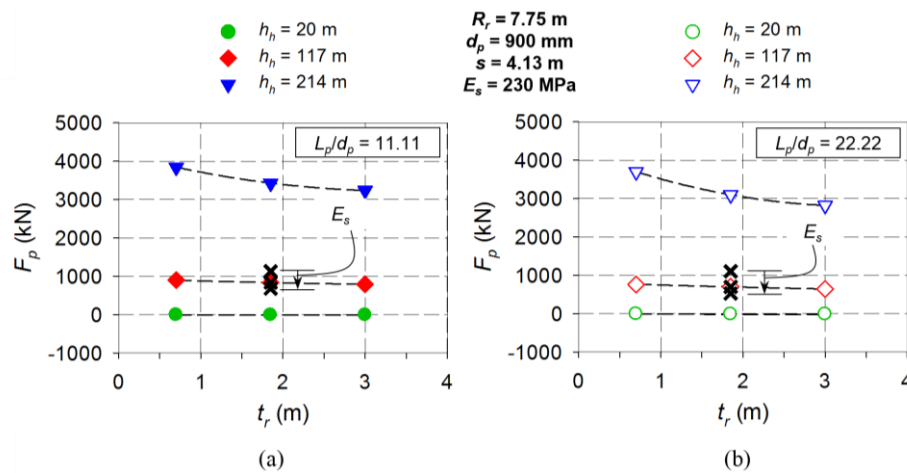 h_h = 20 m
h_h = 117 m
h_h = 214 m
R_r = 7.75 m
d_p = 900 mm
s = 4.13 m
E_s = 230 MPa
h_h = 20 m
h_h = 117 m
h_h = 214 m
L_p/d_p = 11.11
5000
4000
3000
2000
1000
0
-1000
F_p (kN)
E_s
0
1
2
3
4
t_r (m)
(a)
L_p/d_p = 22.22
5000
4000
3000
2000
1000
0
-1000
F_p (kN)
E_s
0
1
2
3
4
t_r (m)
(b)